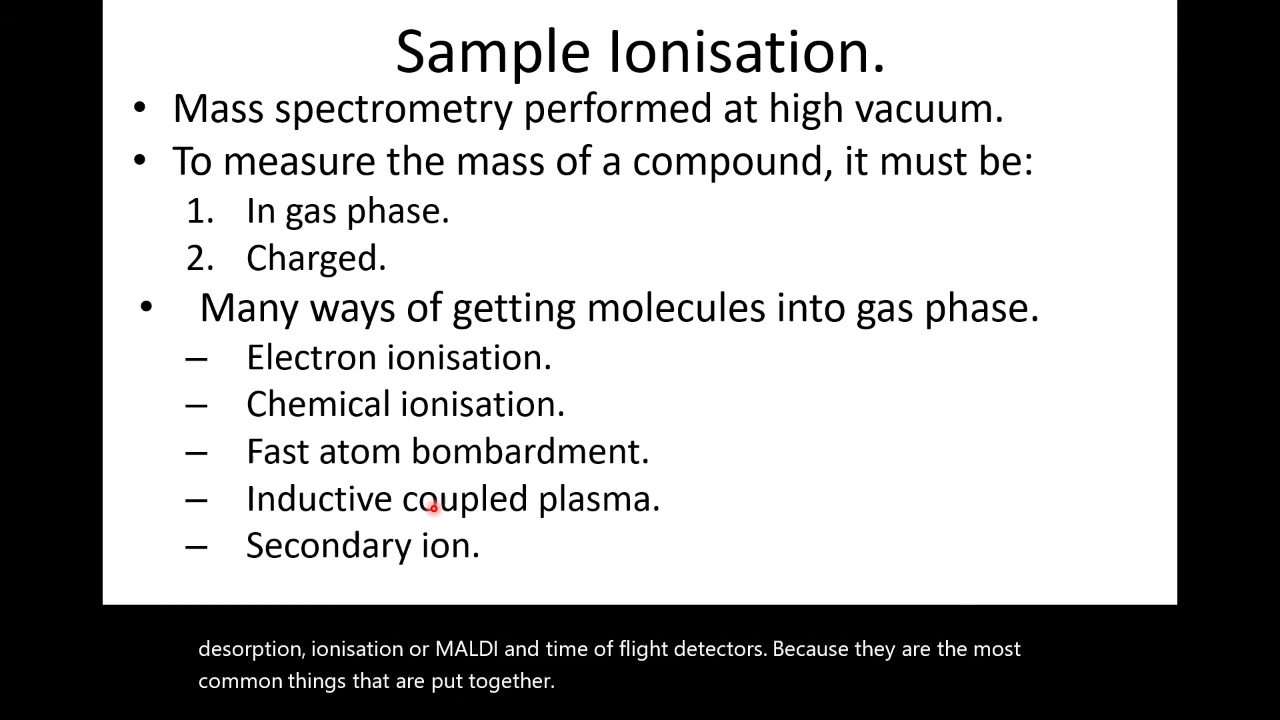 Sample Ionisation.
• Mass spectrometry performed at high vacuum.
• To measure the mass of a compound, it must be:
1. In gas phase.
2. Charged.
• Many ways of getting molecules into gas phase.
– Electron ionisation.
– Chemical ionisation.
– Fast atom bombardment.
– Inductive coupled plasma.
– Secondary ion.
desorption, ionisation or MALDI and time of flight detectors. Because they are the most
common things that are put together.